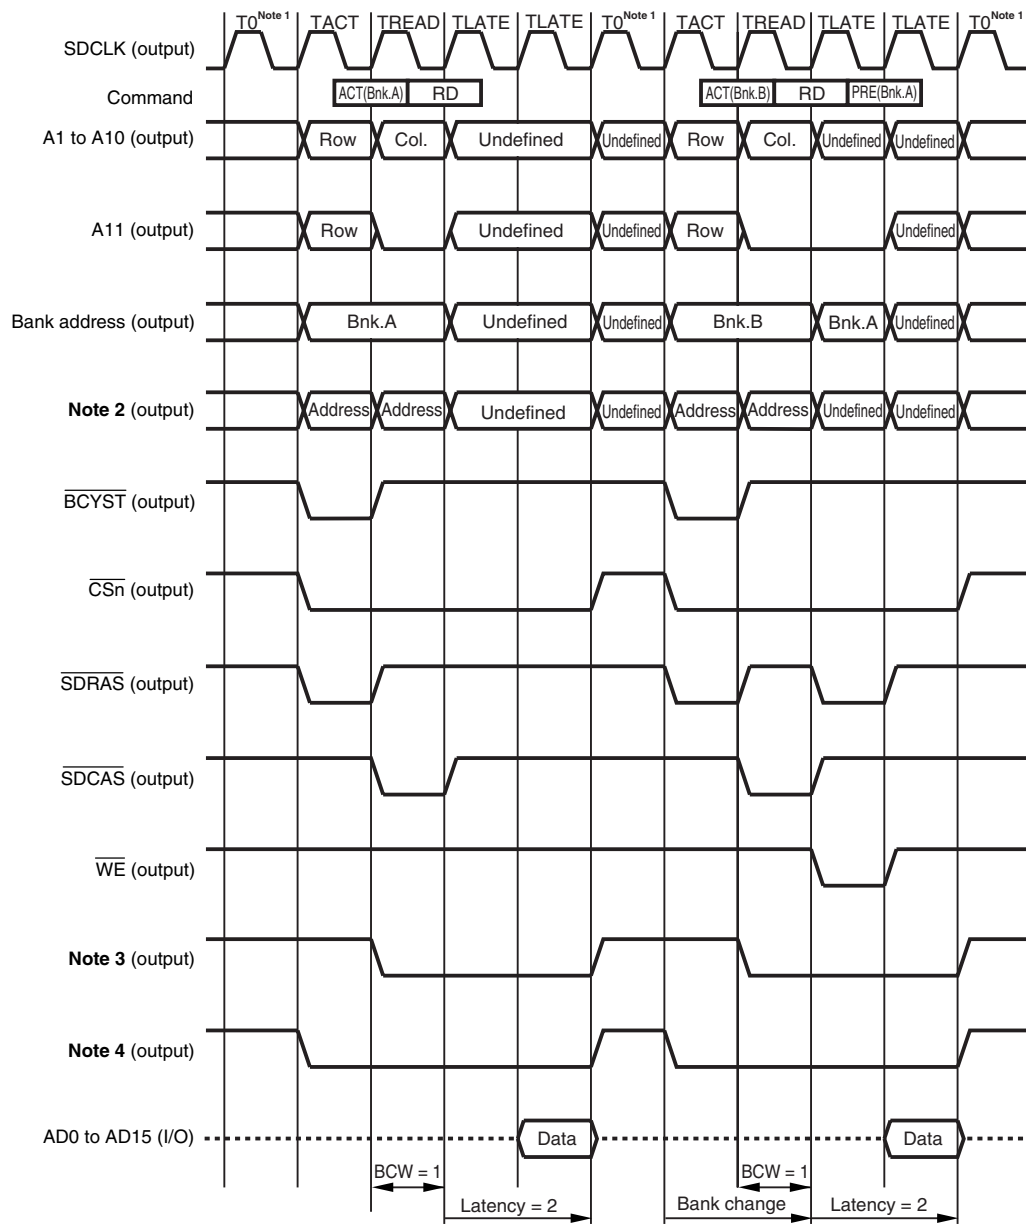 T0Note 1 TACT TREAD TLATE TLATE T0Note 1 TACT TREAD TLATE TLATE T0Note 1
SDCLK (output)
Command ACT(Bnk.A) RD ACT(Bnk.B) RD PRE(Bnk.A)
A1 to A10 (output) Row Col. Undefined Undefined Row Col. Undefined Undefined
A11 (output) Row Undefined Undefined Row Undefined
Bank address (output) Bnk.A Undefined Undefined Bnk.B Bnk.A Undefined
Note 2 (output) Address Address Undefined Undefined Address Address Undefined Undefined
BCYST (output)
CSn (output)
SDRAS (output)
SDCAS (output)
WE (output)
Note 3 (output)
Note 4 (output)
AD0 to AD15 (I/O) Data Data
BCW = 1 BCW = 1
Latency = 2 Bank change Latency = 2